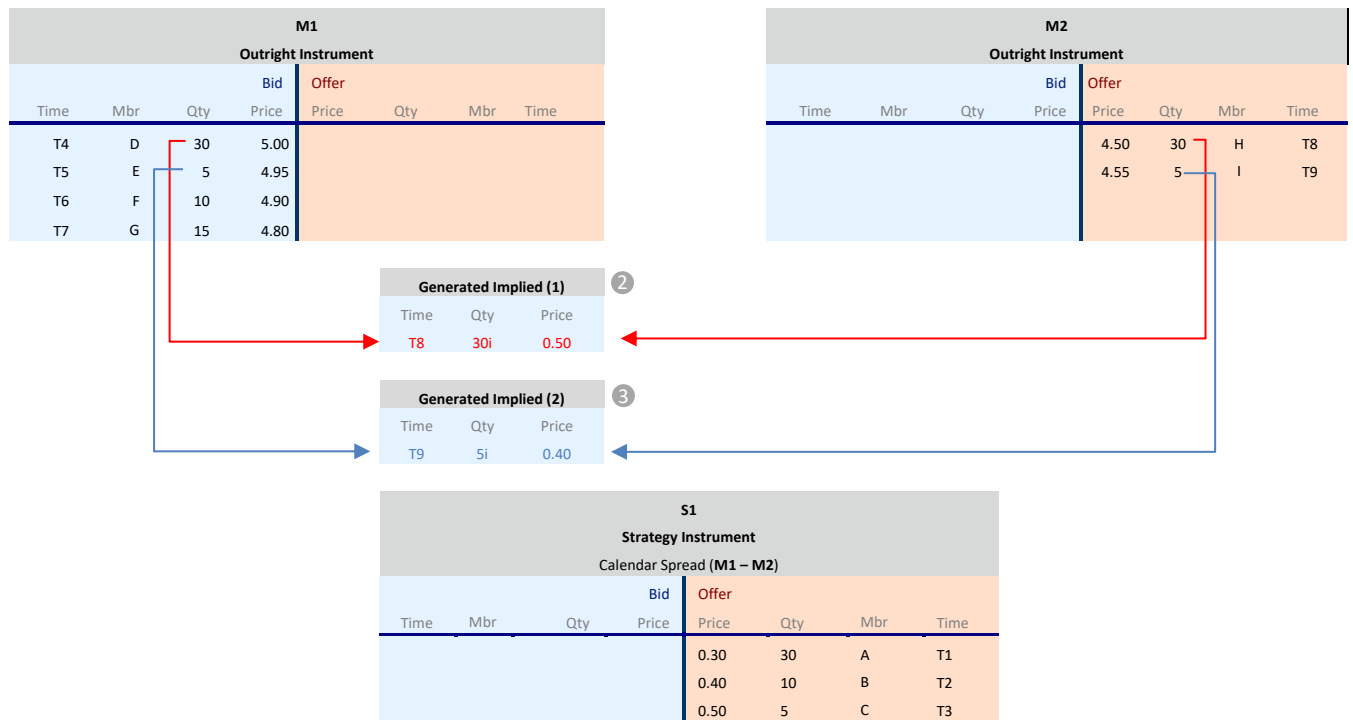 M1
Outright Instrument
Bid Offer
Time Mbr Qty Price Price Qty Mbr Time
T4 D 30 5.00
T5 E 5 4.95
T6 F 10 4.90
T7 G 15 4.80
M2
Outright Instrument
Bid Offer
Time Mbr Qty Price Price Qty Mbr Time
4.50 30 H T8
4.55 5 I T9
Generated Implied (1) 2
Time Qty Price
T8 30i 0.50
Generated Implied (2) 3
Time Qty Price
T9 5i 0.40
S1
Strategy Instrument
Calendar Spread (M1 – M2)
Bid Offer
Time Mbr Qty Price Price Qty Mbr Time
0.30 30 A T1
0.40 10 B T2
0.50 5 C T3